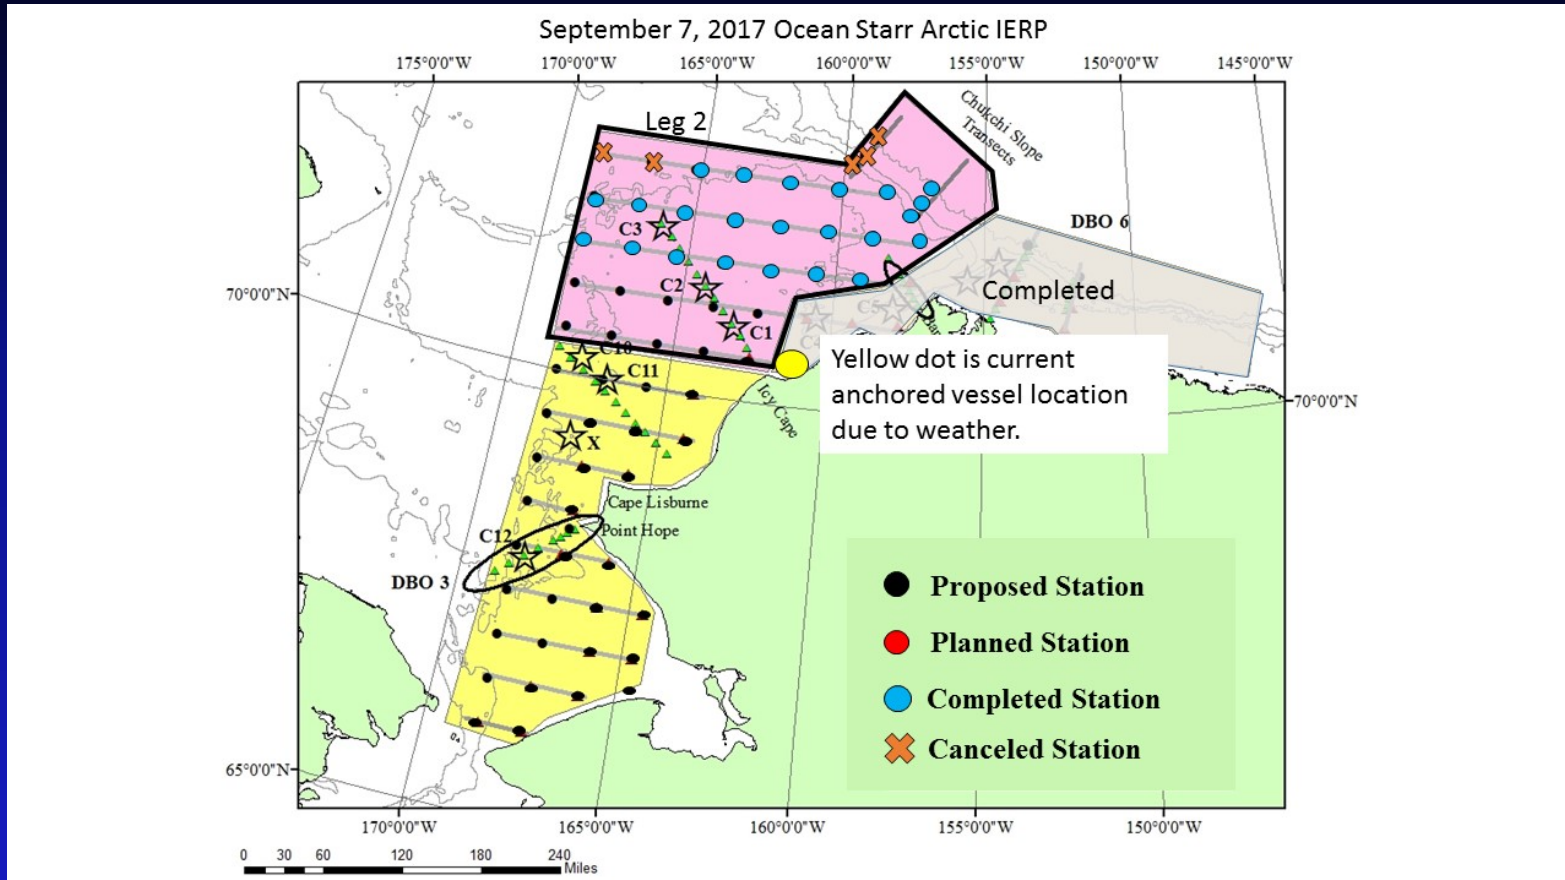 September 7, 2017 Ocean Starr Arctic IERP
175°0'0"W 170°0'0"W 165°0'0"W 160°0'0"W 155°0'0"W 150°0'0"W 145°0'0"W
Leg 2
Chukchi Slope
Transects
DBO 6
C3
C2
C1
70°0'0"N
Completed
C5
C10
C11
Yellow dot is current
anchored vessel location
due to weather.
70°0'0"N
Icy Cape
X
Cape Lisburne
Point Hope
C12
DBO 3
Proposed Station
Planned Station
Completed Station
Canceled Station
65°0'0"N
170°0'0"W 165°0'0"W 160°0'0"W 155°0'0"W 150°0'0"W
0 30 60 120 180 240
Miles